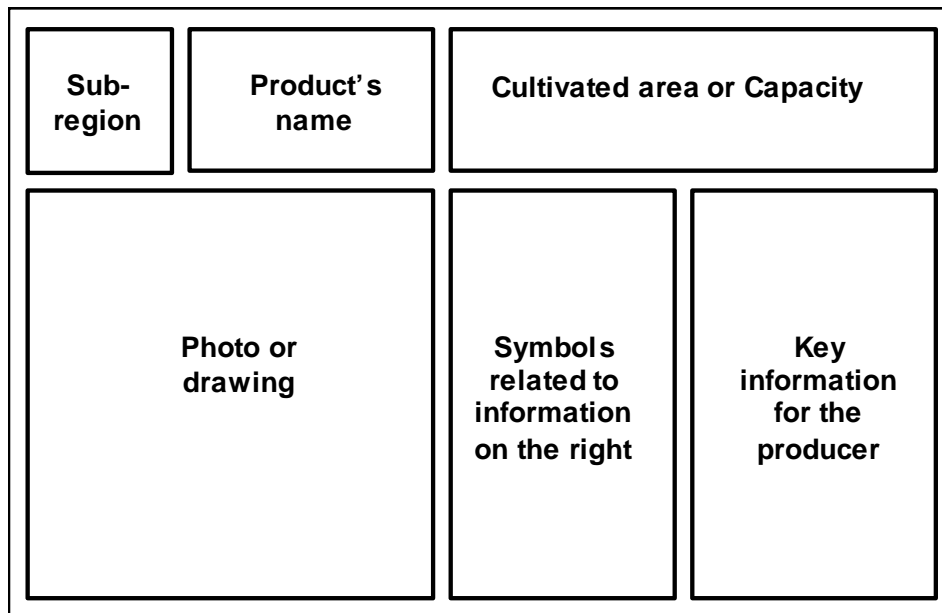 Sub-
region
Product's
name
Cultivated area or Capacity
Photo or
drawing
Symbols
related to
information
on the right
Key
information
for the
producer